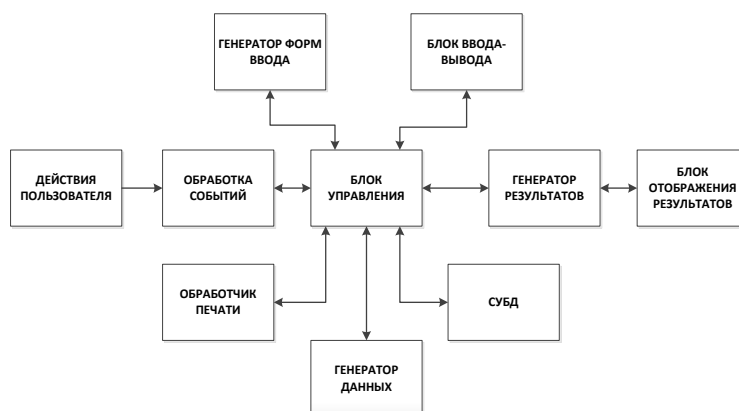 ГЕНЕРАТОР ФОРМ
ВВОДА
БЛОК ВВОДА-
ВЫВОДА
ДЕЙСТВИЯ
ПОЛЬЗОВАТЕЛЯ
ОБРАБОТКА
СОБЫТИЙ
БЛОК
УПРАВЛЕНИЯ
ГЕНЕРАТОР
РЕЗУЛЬТАТОВ
БЛОК
ОТОБРАЖЕНИЯ
РЕЗУЛЬТАТОВ
ОБРАБОТЧИК
ПЕЧАТИ
СУБД
ГЕНЕРАТОР
ДАННЫХ